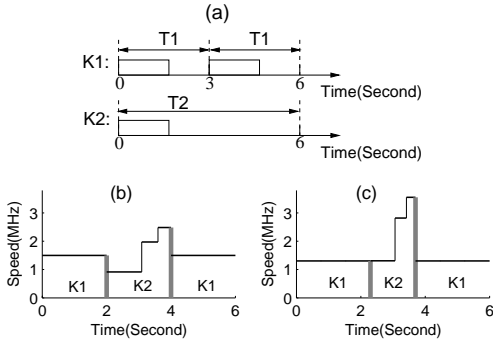 (a)
T1 T1
K1:
0 3 6
Time(Second)
T2
K2:
0 6
Time(Second)
(b)
Speed(MHz)
3
2
1
0
K1 K2 K1
0 2 4 6
Time(Second)
(c)
Speed(MHz)
3
2
1
0
K1 K2 K1
0 2 4 6
Time(Second)